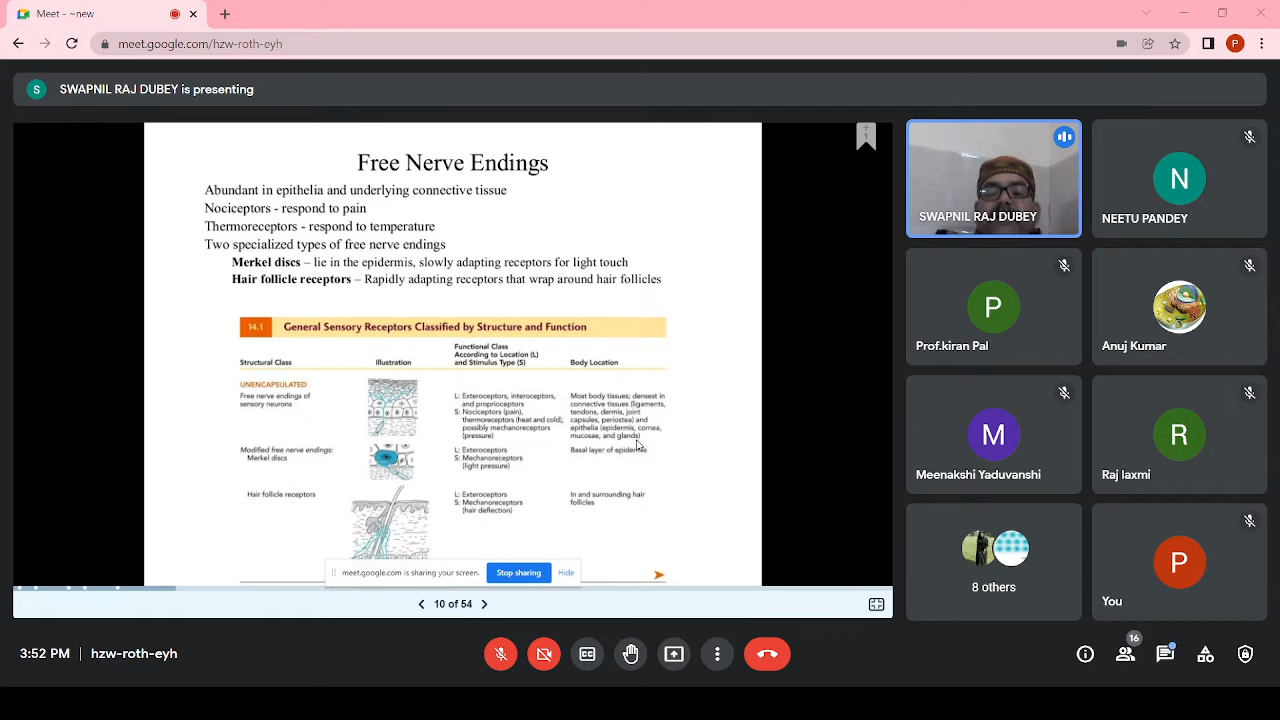 Meet - ~new
meet.google.com/hzw-roth-eyh
P
S
SWAPNIL RAJ DUBEY is presenting
Free Nerve Endings
Abundant in epithelia and underlying connective tissue
Nociceptors - respond to pain
Thermoreceptors - respond to temperature
Two specialized types of free nerve endings
Merkel discs – lie in the epidermis, slowly adapting receptors for light touch
Hair follicle receptors – Rapidly adapting receptors that wrap around hair follicles
14.1 General Sensory Receptors Classified by Structure and Function
Structural Class
Illustration
Functional Class
According to Location (L)
and Stimulus Type (S)
Body Location
UNENCAPSULATED
Free nerve endings of
sensory neurons
L: Exteroceptors, interoceptors,
and proprioceptors
S: Nociceptors (pain),
thermoreceptors (heat and cold),
possibly mechanoreceptors
(pressure)
Most body tissues; densest in
connective tissues (ligaments,
tendons, dermis, joint
capsules, periostea) and
epithelia (epidermis, cornea,
mucosae, and glands)
Modified free nerve endings:
Merkel discs
L: Exteroceptors
S: Mechanoreceptors
(light pressure)
Basal layer of epidermis
Hair follicle receptors
L: Exteroceptors
S: Mechanoreceptors
(hair deflection)
In and surrounding hair
follicles
meet.google.com is sharing your screen.
Stop sharing
Hide
10 of 54
+
1
SWAPNIL RAJ DUBEY
N
NEETU PANDEY
P
Prof.kiran Pal
Anuj Kumar
M
Meenakshi Yaduvanshi
R
Raj laxmi
8 others
P
You
3:52 PM | hzw-roth-eyh
16